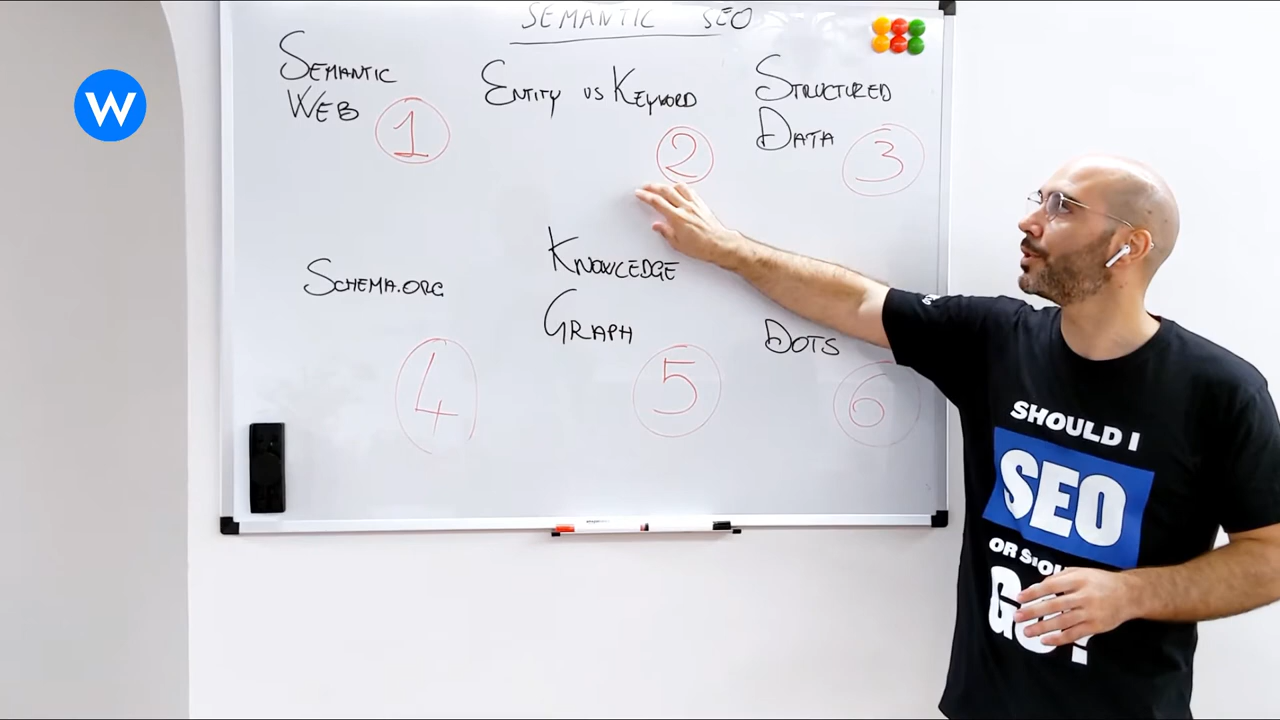 SEMANTIC SEO
SEMANTIC
WEB
1
ENTITY vs KEYWORD
2
STRUCTURED
DATA
3
SCHEMA.ORG
4
KNOWLEDGE
GRAPH
5
DOTS
6
W
SHOULD I
SEO